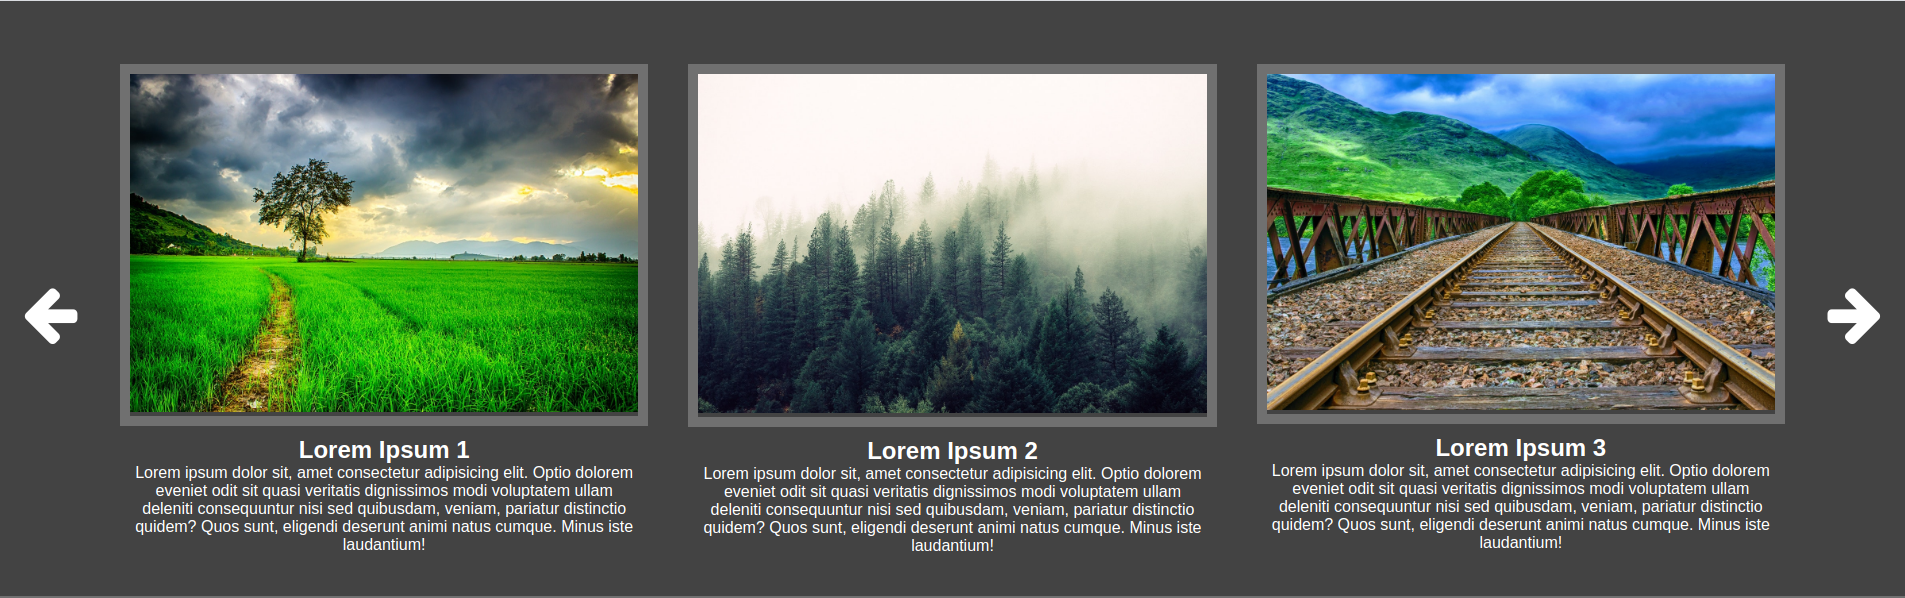 Lorem Ipsum 1
Lorem ipsum dolor sit, amet consectetur adipisicing elit. Optio dolorem
eveniet odit sit quasi veritatis dignissimos modi voluptatem ullam
deleniti consequuntur nisi sed quibusdam, veniam, pariatur distinctio
quidem? Quos sunt, eligendi deserunt animi natus cumque. Minus iste
laudantium!
Lorem Ipsum 2
Lorem ipsum dolor sit, amet consectetur adipisicing elit. Optio dolorem
eveniet odit sit quasi veritatis dignissimos modi voluptatem ullam
deleniti consequuntur nisi sed quibusdam, veniam, pariatur distinctio
quidem? Quos sunt, eligendi deserunt animi natus cumque. Minus iste
laudantium!
Lorem Ipsum 3
Lorem ipsum dolor sit, amet consectetur adipisicing elit. Optio dolorem
eveniet odit sit quasi veritatis dignissimos modi voluptatem ullam
deleniti consequuntur nisi sed quibusdam, veniam, pariatur distinctio
quidem? Quos sunt, eligendi deserunt animi natus cumque. Minus iste
laudantium!